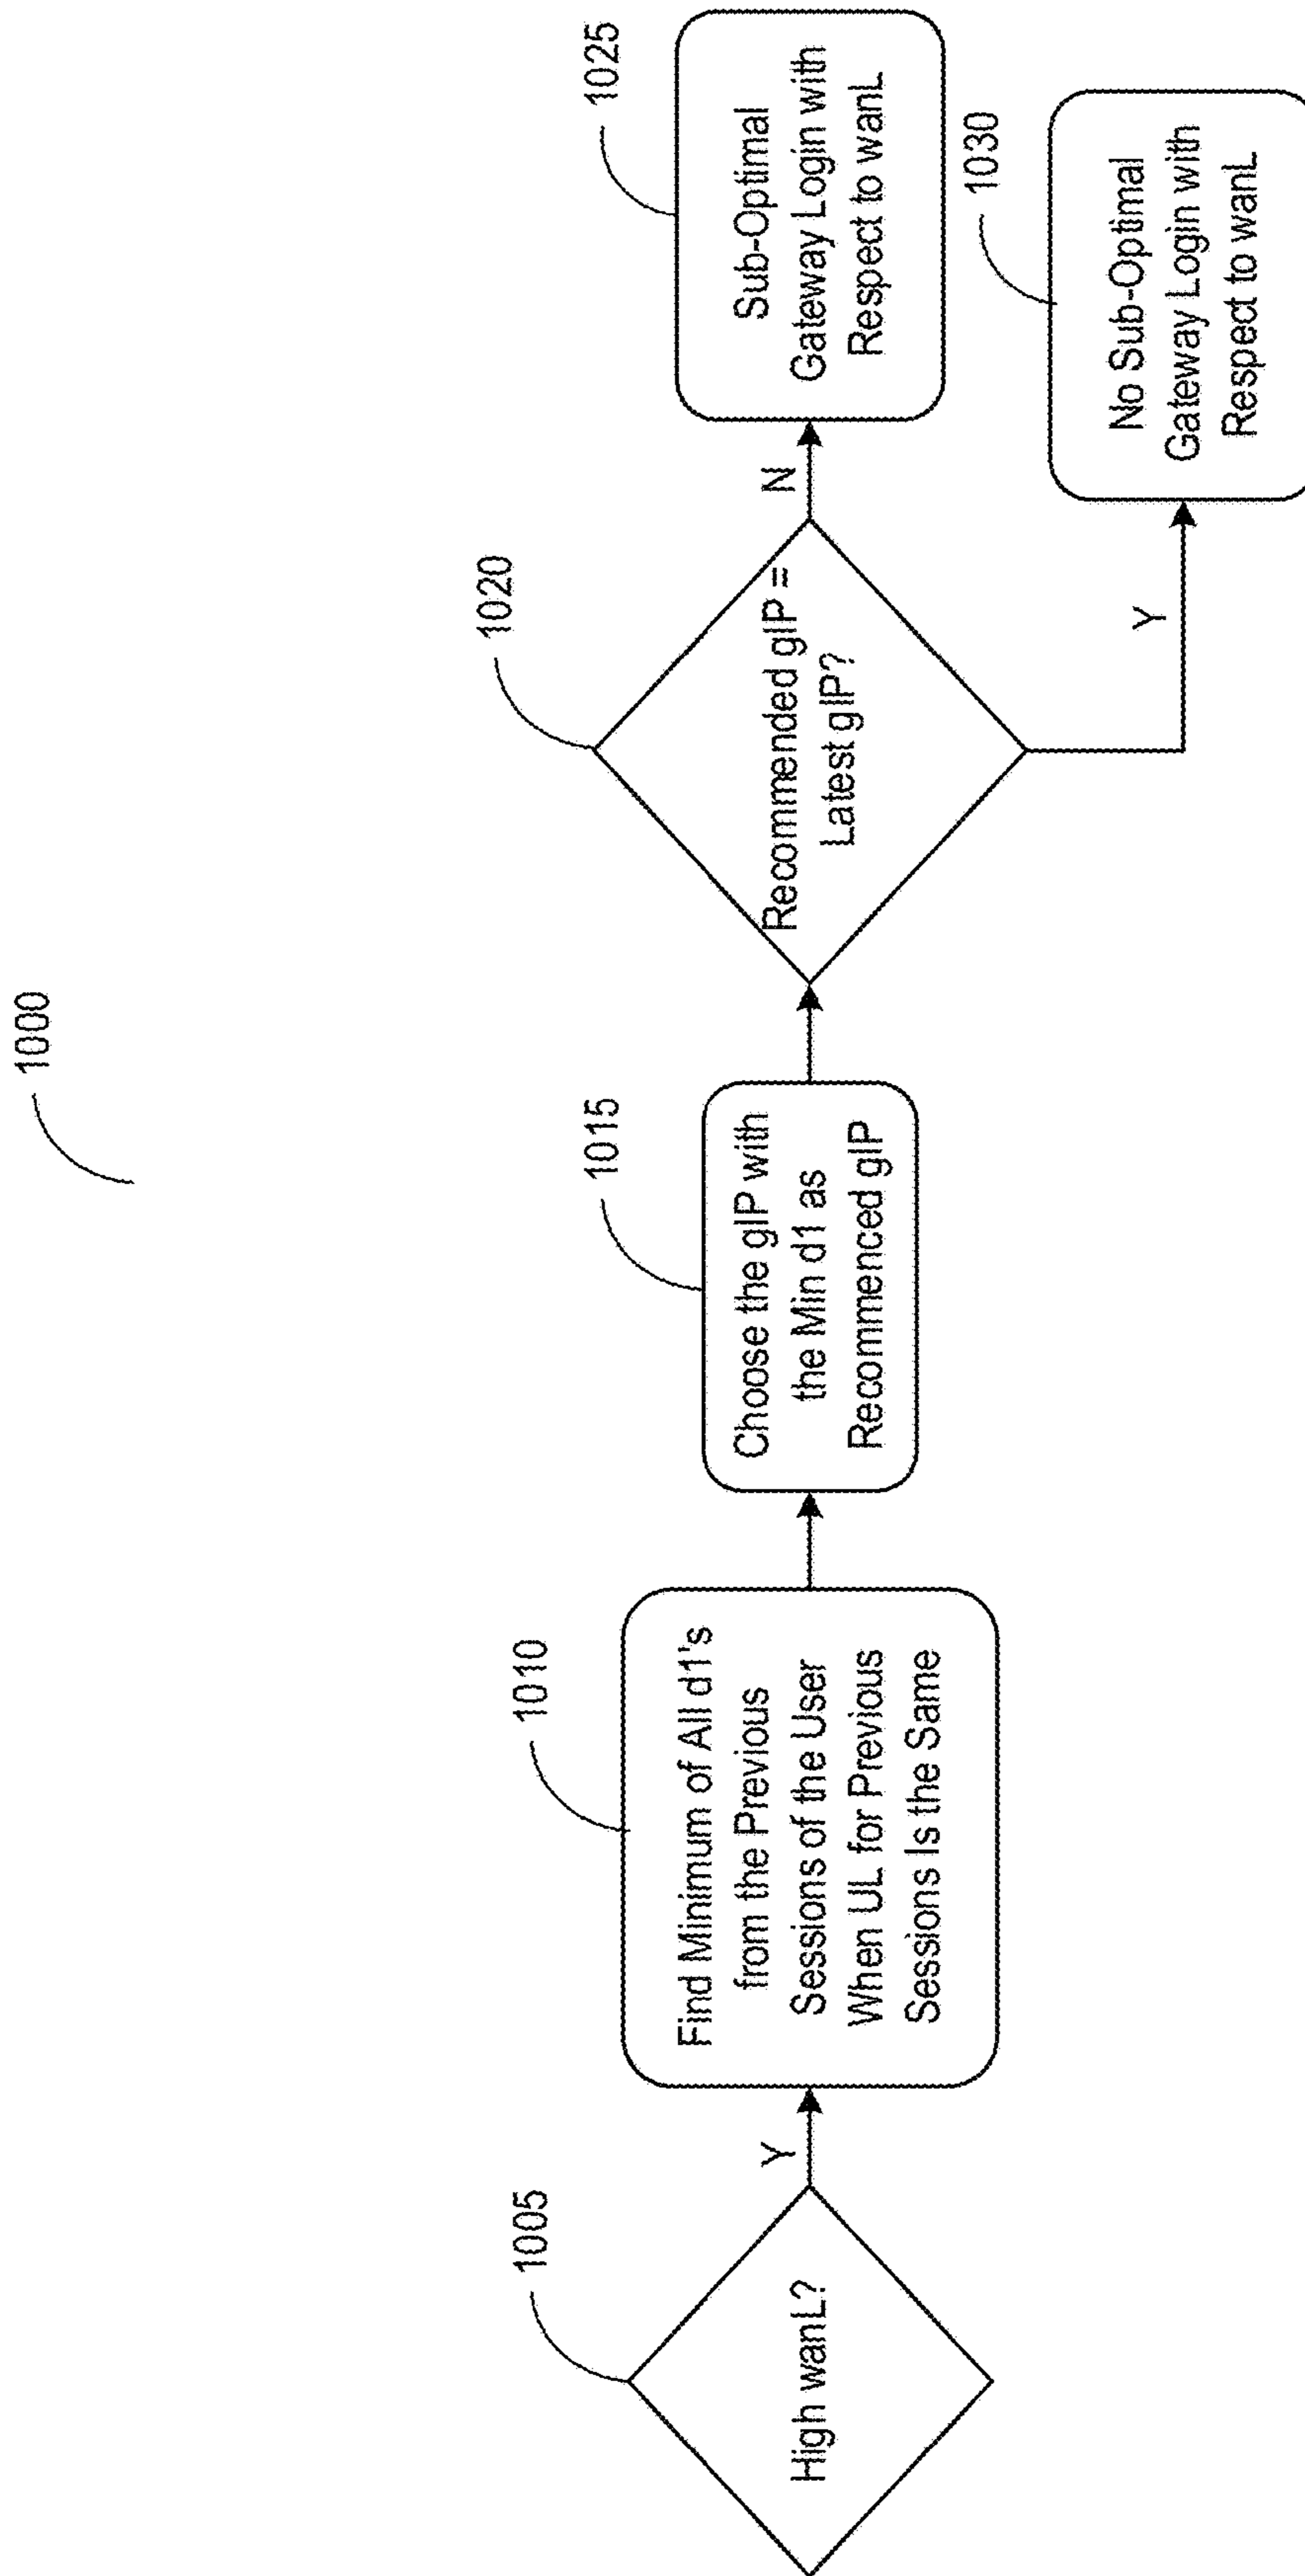 1000
1005
High wanL?
Y
1010
Find Minimum of All d1's
from the Previous
Sessions of the User
When UL for Previous
Sessions Is the Same
1015
Choose the gIP with
the Min d1 as
Recommenced gIP
1020
Recommended gIP =
Latest gIP?
N
1025
Sub-Optimal
Gateway Login with
Respect to wanL
Y
1030
No Sub-Optimal
Gateway Login with
Respect to wanL